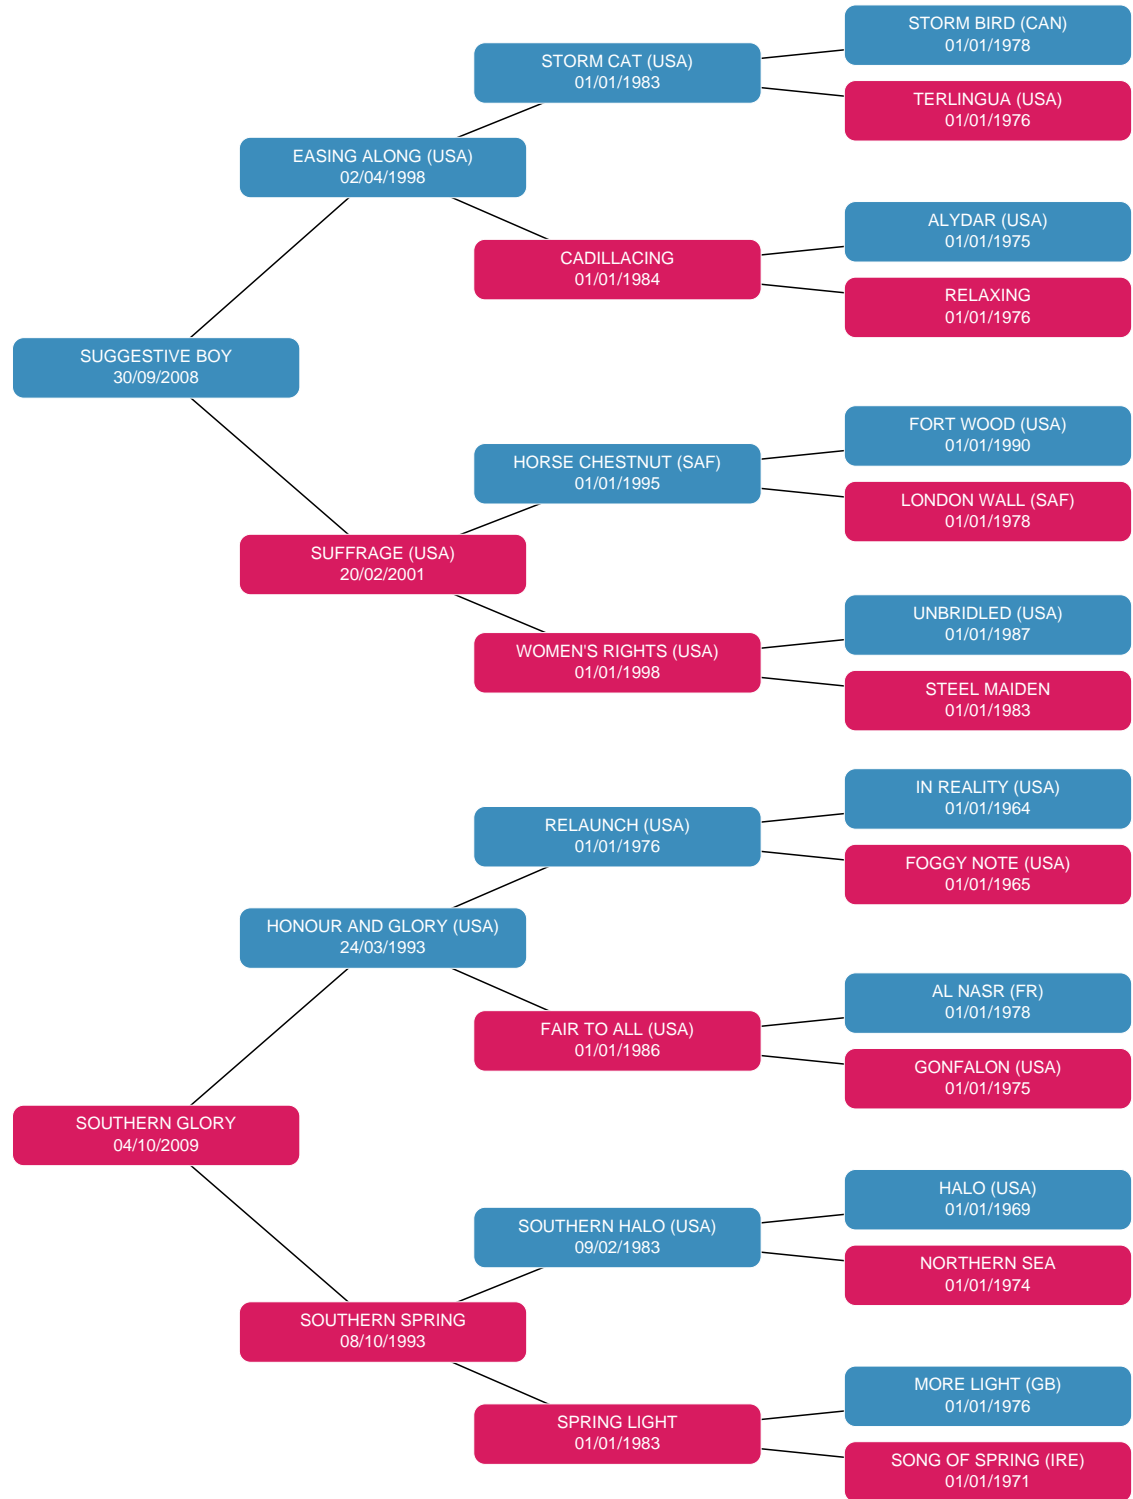 STORM BIRD (CAN)
01/01/1978
STORM CAT (USA)
01/01/1983
TERLINGUA (USA)
01/01/1976
EASING ALONG (USA)
02/04/1998
ALYDAR (USA)
01/01/1975
CADILLACING
01/01/1984
RELAXING
01/01/1976
SUGGESTIVE BOY
30/09/2008
FORT WOOD (USA)
01/01/1990
HORSE CHESTNUT (SAF)
01/01/1995
LONDON WALL (SAF)
01/01/1978
SUFFRAGE (USA)
20/02/2001
UNBRIDLED (USA)
01/01/1987
WOMEN'S RIGHTS (USA)
01/01/1998
STEEL MAIDEN
01/01/1983
IN REALITY (USA)
01/01/1964
RELAUNCH (USA)
01/01/1976
FOGGY NOTE (USA)
01/01/1965
HONOUR AND GLORY (USA)
24/03/1993
AL NASR (FR)
01/01/1978
FAIR TO ALL (USA)
01/01/1986
GONFALON (USA)
01/01/1975
SOUTHERN GLORY
04/10/2009
HALO (USA)
01/01/1969
SOUTHERN HALO (USA)
09/02/1983
NORTHERN SEA
01/01/1974
SOUTHERN SPRING
08/10/1993
MORE LIGHT (GB)
01/01/1976
SPRING LIGHT
01/01/1983
SONG OF SPRING (IRE)
01/01/1971